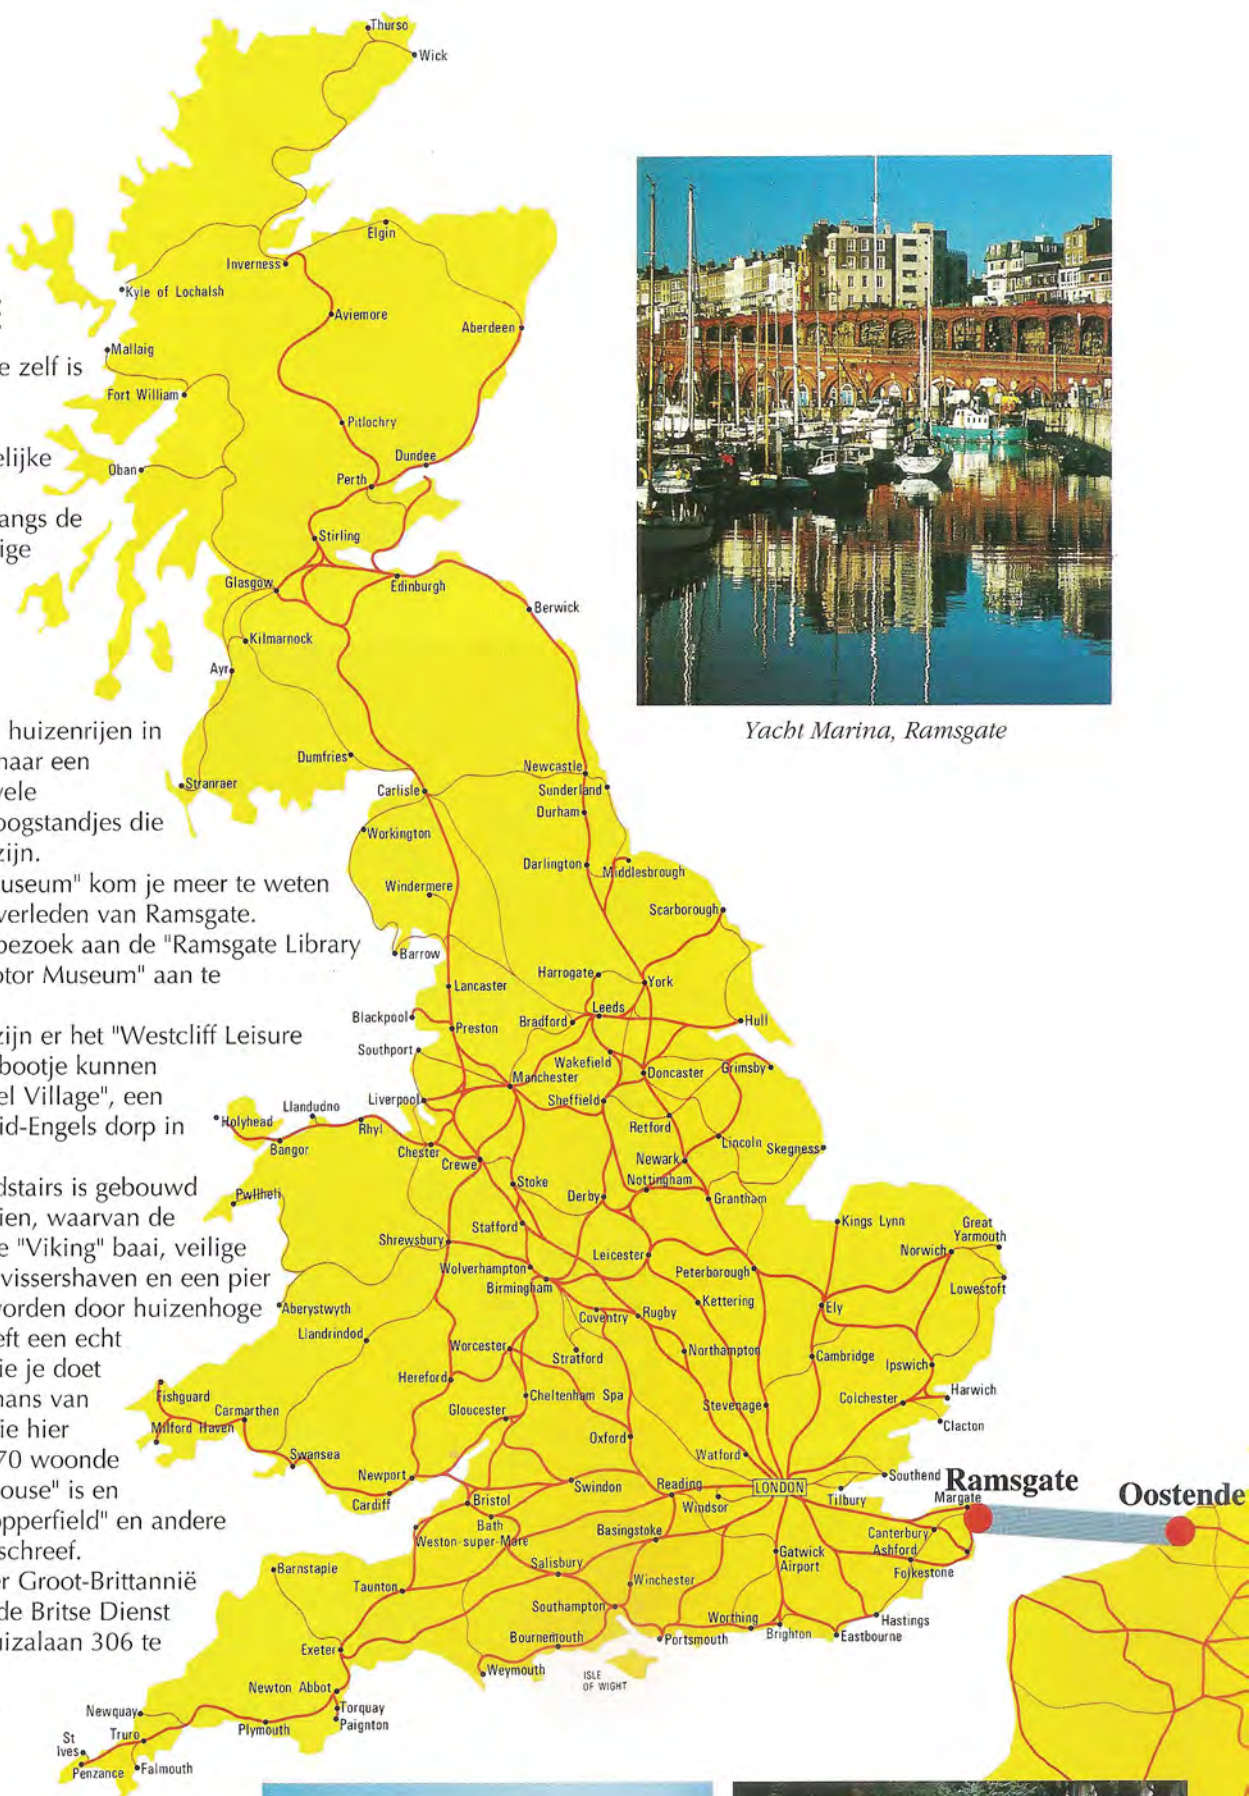 e zelf is
elijke
angs de
ige
huizenrijen in
naar een
vele
oogstandjes die
zijn.
useum" kom je meer te weten
verleden van Ramsgate.
bezoek aan de "Ramsgate Library
otor Museum" aan te
zijn er het "Westcliff Leisure
bootje kunnen
el Village", een
id-Engels dorp in
dstairs is gebouwd
ien, waarvan de
e "Viking" baai, veilige
vissershaven en een pier
worden door huizenhoge
eft een echt
ie je doet
mans van
ie hier
70 woonde
ouse" is en
opperfield" en andere
schreef.
er Groot-Brittannië
de Britse Dienst
uizalaan 306 te
Yacht Marina, Ramsgate
Thurso
Wick
Elgin
Inverness
Kyle of Lochalsh
Aviemore
Aberdeen
Mallaig
Fort William
Pitlochry
Dundee
Oban
Perth
Stirling
Glasgow
Edinburgh
Berwick
Kilmarnock
Ayr
Dumfries
Newcastle
Stranraer
Carlisle
Sunderland
Durham
Workington
Darlington
Middlesbrough
Windermere
Scarborough
Barrow
Harrogate
York
Lancaster
Leeds
Blackpool
Bradford
Hull
Preston
Southport
Wakefield
Manchester
Doncaster
Grimsby
Liverpool
Sheffield
Llandudno
Holyhead
Rhyl
Retford
Bangor
Chester
Lincoln
Skegness
Crewe
Newark
Stoke
Nottingham
Pwllheli
Derby
Grantham
Stafford
Kings Lynn
Great
Yarmouth
Shrewsbury
Leicester
Norwich
Wolverhampton
Peterborough
Birmingham
Lowestoft
Kettering
Aberystwyth
Coventry
Rugby
Ely
Llandrindod
Worcester
Stratford
Northampton
Cambridge
Ipswich
Hereford
Fishguard
Cheltenham Spa
Harwich
Colchester
Carmarthen
Gloucester
Stevenage
Milford Haven
Clacton
Oxford
Swansea
Watford
Newport
Southend
Ramsgate
Swindon
Reading
LONDON
Oostende
Cardiff
Bristol
Windsor
Tilbury
Margate
Bath
Basingstoke
Canterbury
Weston-super-Mare
Gatwick
Airport
Ashford
Salisbury
Folkestone
Barnstaple
Winchester
Taunton
Southampton
Worthing
Hastings
Bournemouth
Portsmouth
Brighton
Eastbourne
Exeter
Weymouth
ISLE
OF WIGHT
Newton Abbot
Torquay
Newquay
Paignton
Plymouth
Truro
St
Ives
Penzance
Falmouth